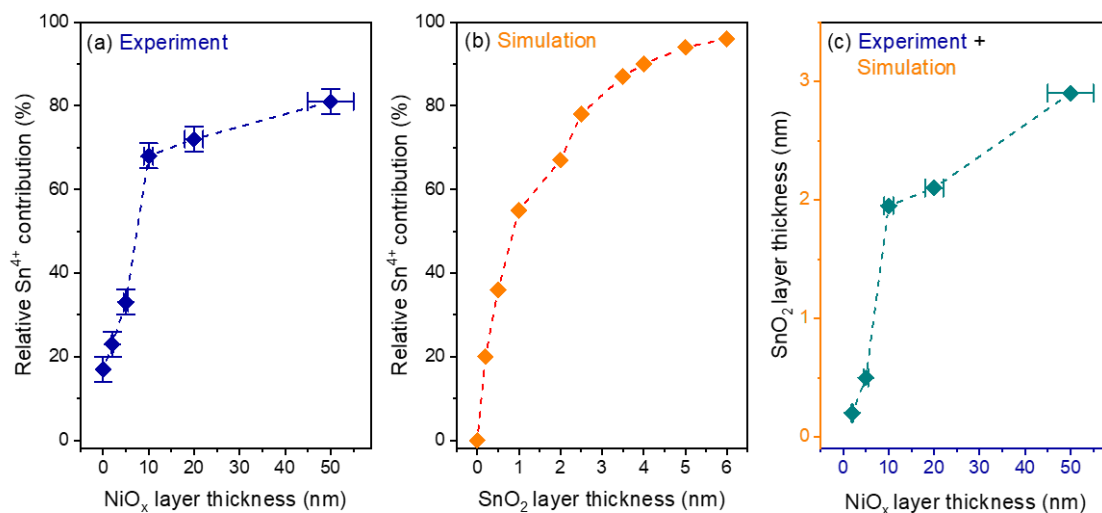 (a) Experiment
Relative Sn⁴⁺ contribution (%)
100
80
60
40
20
0
0 10 20 30 40 50
NiOₓ layer thickness (nm)
(b) Simulation
Relative Sn⁴⁺ contribution (%)
100
80
60
40
20
0
0 1 2 3 4 5 6
SnO₂ layer thickness (nm)
(c) Experiment +
Simulation
SnO₂ layer thickness (nm)
3
2
1
0
0 10 20 30 40 50
NiOₓ layer thickness (nm)